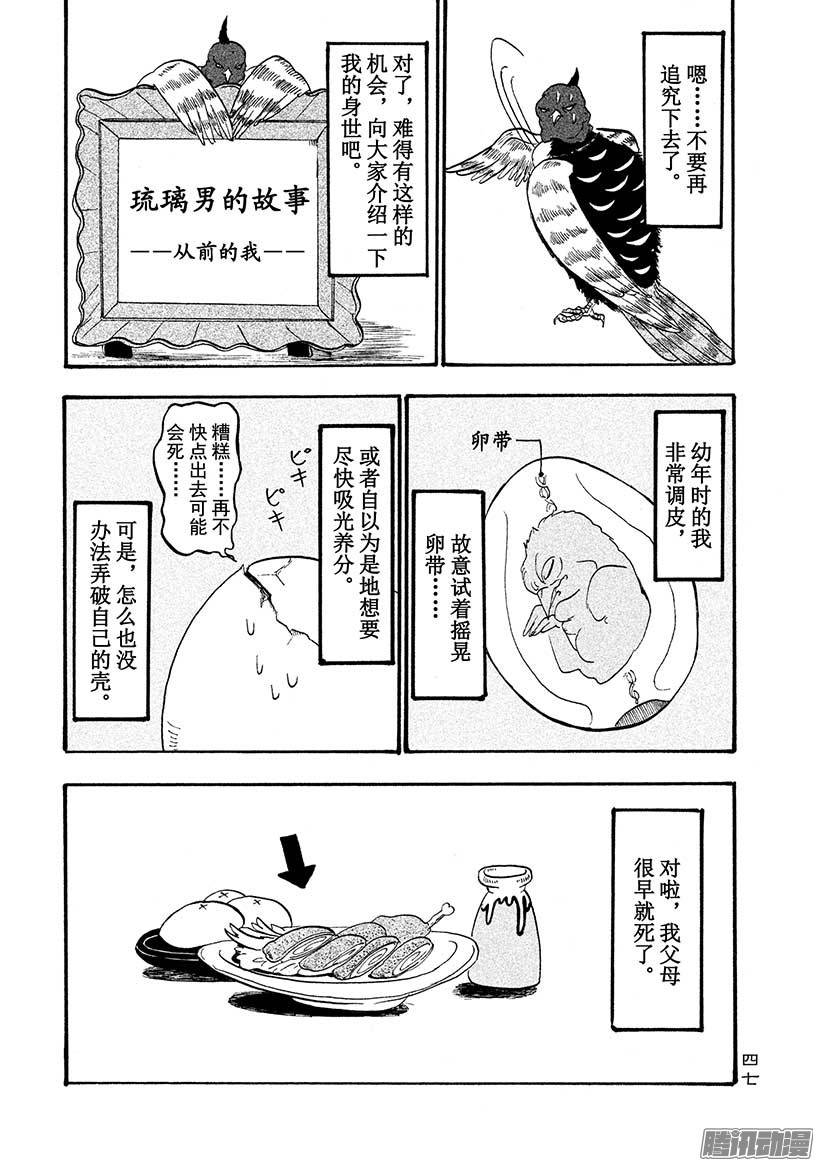 嗯……不要再
追究下去了。
对了，难得有这样的
机会，向大家介绍一下
我的身世吧。
琉璃男的故事
——从前的我——
幼年时的我
非常调皮，
卵带
故意试着摇晃
卵带……
或者自以为是地想要
尽快吸光养分。
ピキ
ピキ
糟糕……再不
快点出去可能
会死……
可是，怎么也没
办法弄破自己的壳。
对啦，我父母
很早就死了。
四七
腾讯动漫